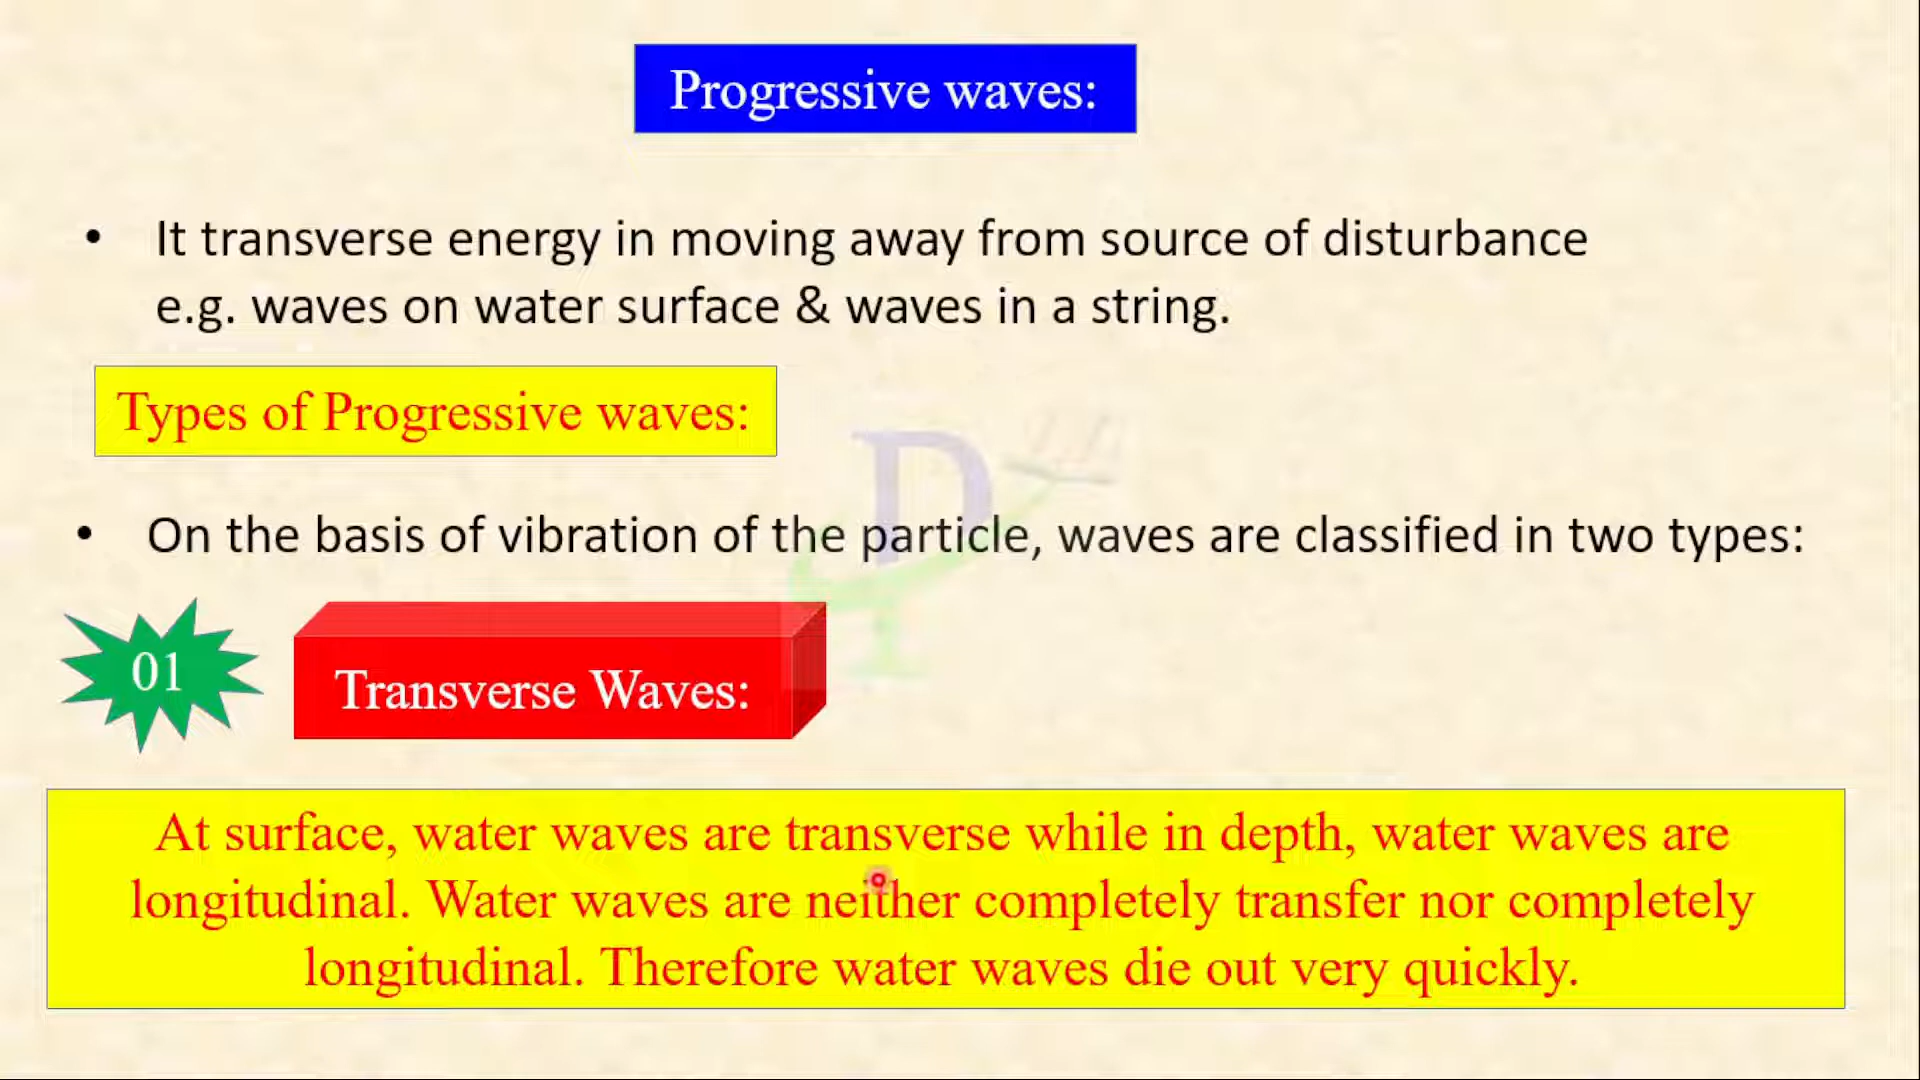 Progressive waves:
• It transverse energy in moving away from source of disturbance
e.g. waves on water surface & waves in a string.
Types of Progressive waves:
• On the basis of vibration of the particle, waves are classified in two types:
01
Transverse Waves:
At surface, water waves are transverse while in depth, water waves are
longitudinal. Water waves are neither completely transfer nor completely
longitudinal. Therefore water waves die out very quickly.
D